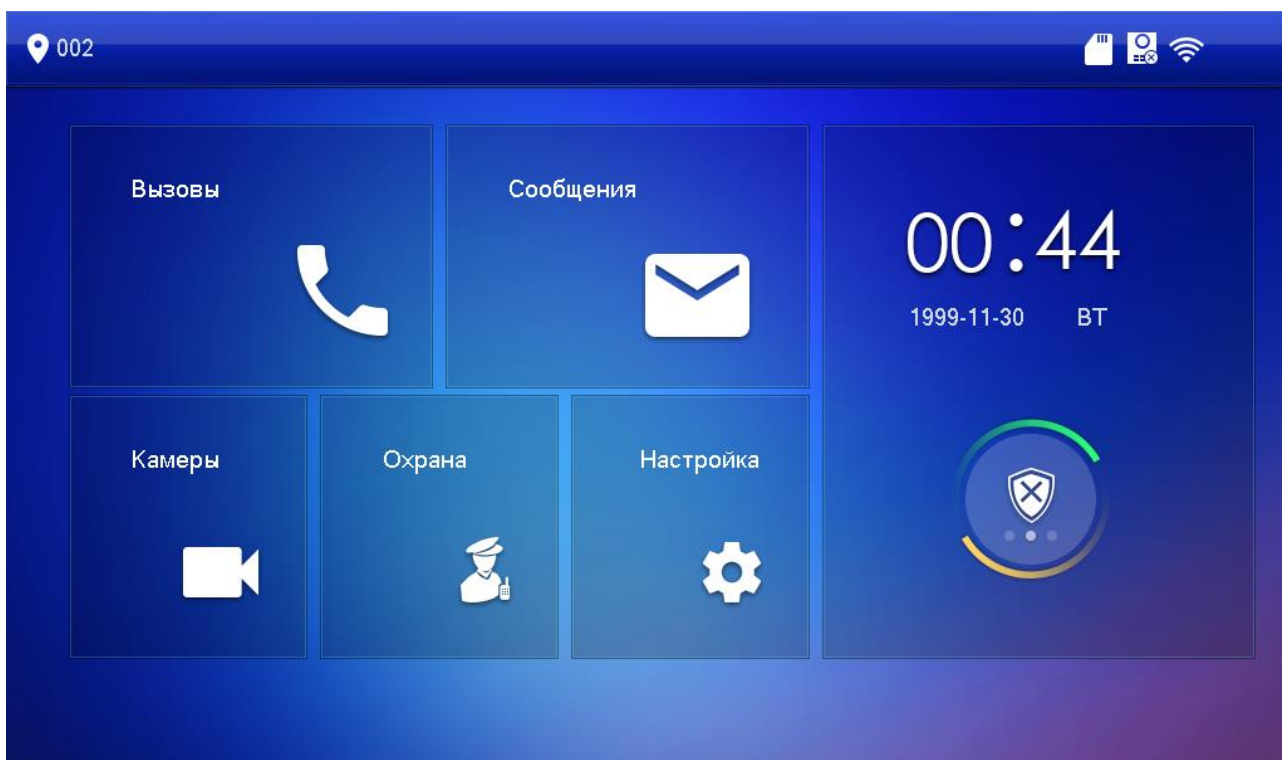 002
Вызовы
Сообщения
00:44
1999-11-30 ВТ
Камеры
Охрана
Настройка